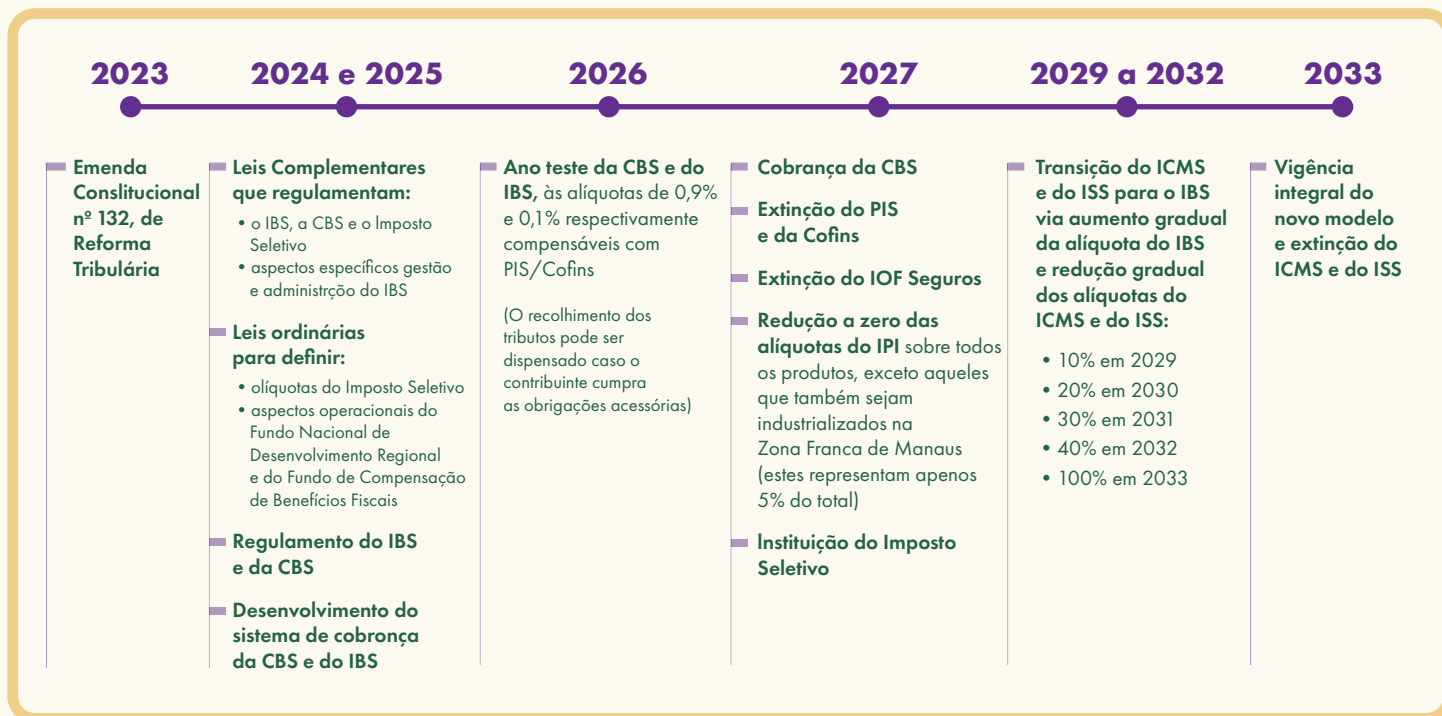 2023
2024 e 2025
2026
2027
2029 a 2032
2033
Emenda
Conslitucional
nº 132, de
Reforma
Tribulária
Leis Complementares
que regulamentam:
• o IBS, a CBS e o lmposto
Seletivo
• aspectos específicos gestão
e administrção do IBS
Leis ordinárias
para definir:
• olíquotas do Imposto Seletivo
• aspectos operacionais do
Fundo Nacional de
Desenvolvimento Regional
e do Fundo de Compensação
de Benefícios Fiscais
Regulamento do IBS
e da CBS
Desenvolvimento do
sistema de cobronça
da CBS e do IBS
Ano teste da CBS e do
IBS, às alíquotas de 0,9%
e 0,1% respectivamente
compensáveis com
PIS/Cofins
(O recolhimento dos
tributos pode ser
dispensado caso o
contribuinte cumpra
as obrigações acessórias)
Cobrança da CBS
Extinção do PIS
e da Cofins
Extinção do IOF Seguros
Redução a zero das
alíquotas do IPI sobre todos
os produtos, exceto aqueles
que também sejam
industrializados na
Zona Franca de Manaus
(estes representam apenas
5% do total)
Instituição do Imposto
Seletivo
Transição do ICMS
e do ISS para o IBS
via aumento gradual
da alíquota do IBS
e redução gradual
dos alíquotas do
ICMS e do ISS:
• 10% em 2029
• 20% em 2030
• 30% em 2031
• 40% em 2032
• 100% em 2033
Vigência
integral do
novo modelo
e extinção do
ICMS e do ISS